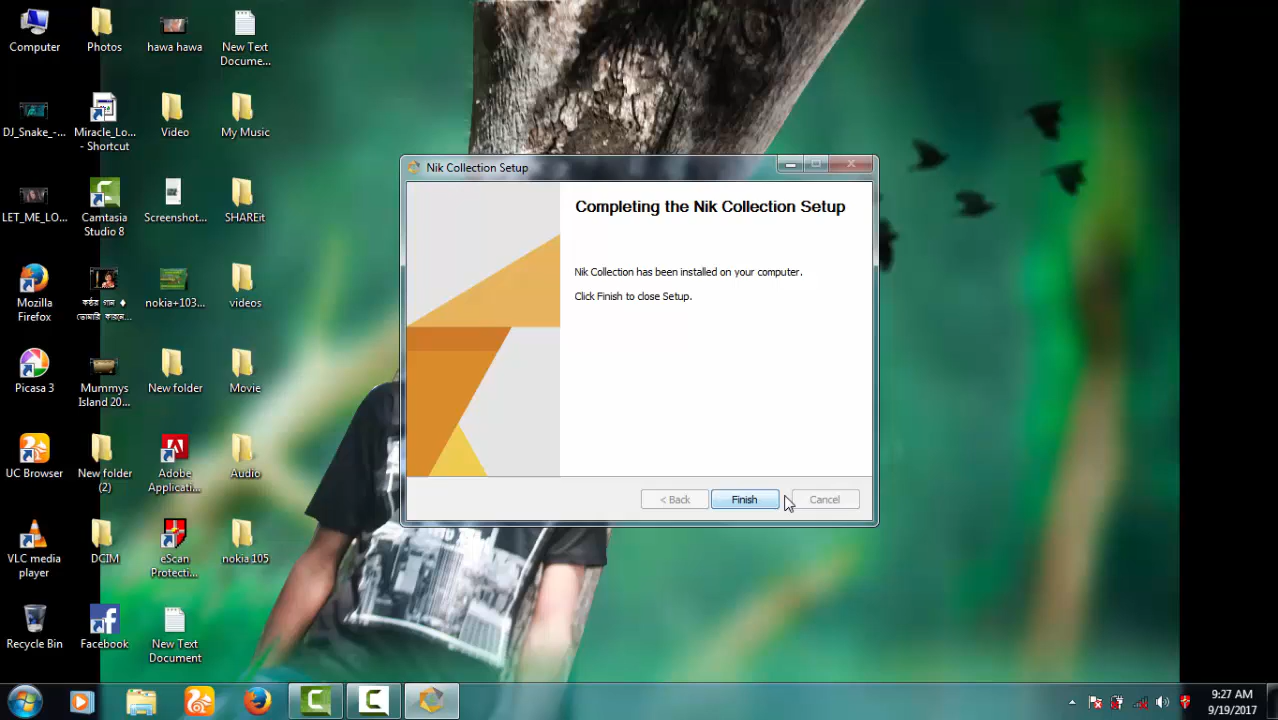 Computer
Photos
hawa hawa
New Text
Docume...
DJ_Snake_-...
Miracle_Lo...
- Shortcut
Video
My Music
LET_ME_LO...
Camtasia
Studio 8
Screenshot...
SHAREit
Mozilla
Firefox
nokia+103...
videos
Picasa 3
Mummys
Island 20...
New folder
Movie
UC Browser
New folder
(2)
Adobe
Applicati...
Audio
VLC media
player
DCIM
eScan
Protecti...
nokia 105
Recycle Bin
Facebook
New Text
Document
Nik Collection Setup
Completing the Nik Collection Setup
Nik Collection has been installed on your computer.
Click Finish to close Setup.
< Back
Finish
Cancel
9:27 AM
9/19/2017